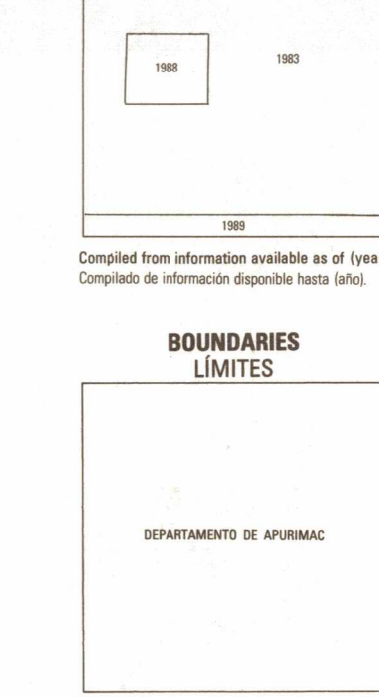 1988
1983
1989
Compiled from information available as of (yea
Compilado de información disponible hasta (año).
BOUNDARIES
LÍMITES
DEPARTAMENTO DE APURIMAC